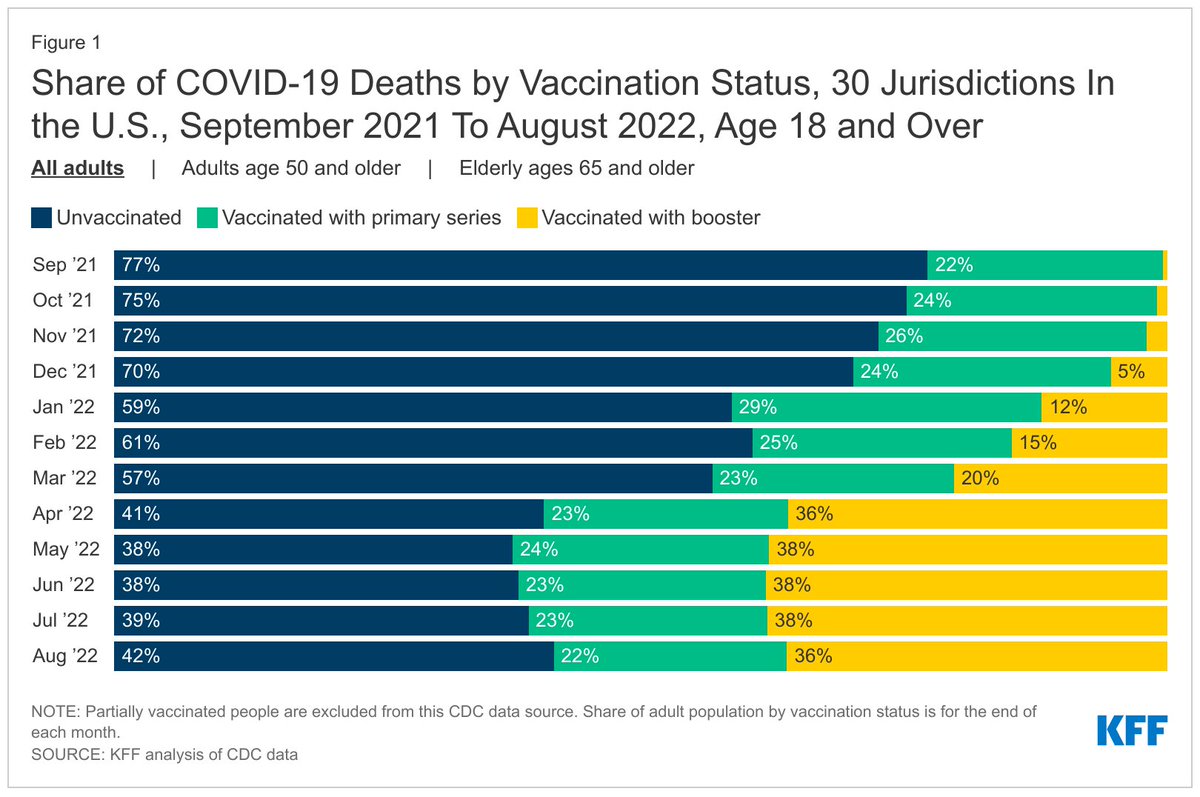 Figure 1
Share of COVID-19 Deaths by Vaccination Status, 30 Jurisdictions In
the U.S., September 2021 To August 2022, Age 18 and Over
All adults | Adults age 50 and older | Elderly ages 65 and older
Unvaccinated Vaccinated with primary series Vaccinated with booster
Sep ’21 77% 22%
Oct ’21 75% 24%
Nov ’21 72% 26%
Dec ’21 70% 24% 5%
Jan ’22 59% 29% 12%
Feb ’22 61% 25% 15%
Mar ’22 57% 23% 20%
Apr ’22 41% 23% 36%
May ’22 38% 24% 38%
Jun ’22 38% 23% 38%
Jul ’22 39% 23% 38%
Aug ’22 42% 22% 36%
NOTE: Partially vaccinated people are excluded from this CDC data source. Share of adult population by vaccination status is for the end of
each month.
SOURCE: KFF analysis of CDC data
KFF